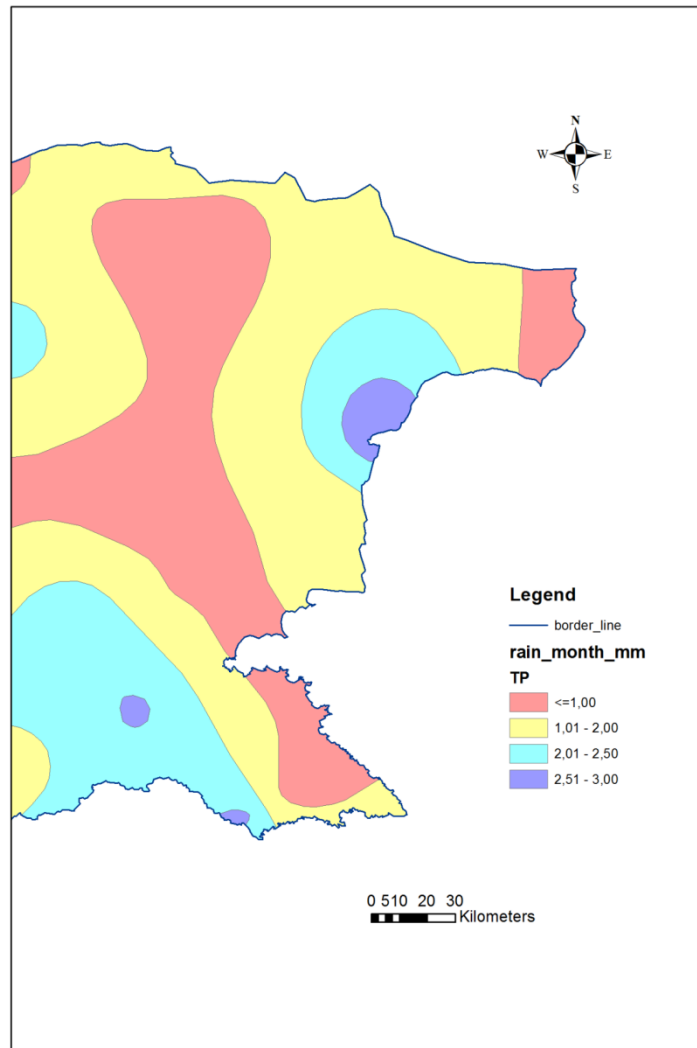 N
W E
S
Legend
border_line
rain_month_mm
TP
<=1,00
1,01 - 2,00
2,01 - 2,50
2,51 - 3,00
0 510 20 30
Kilometers